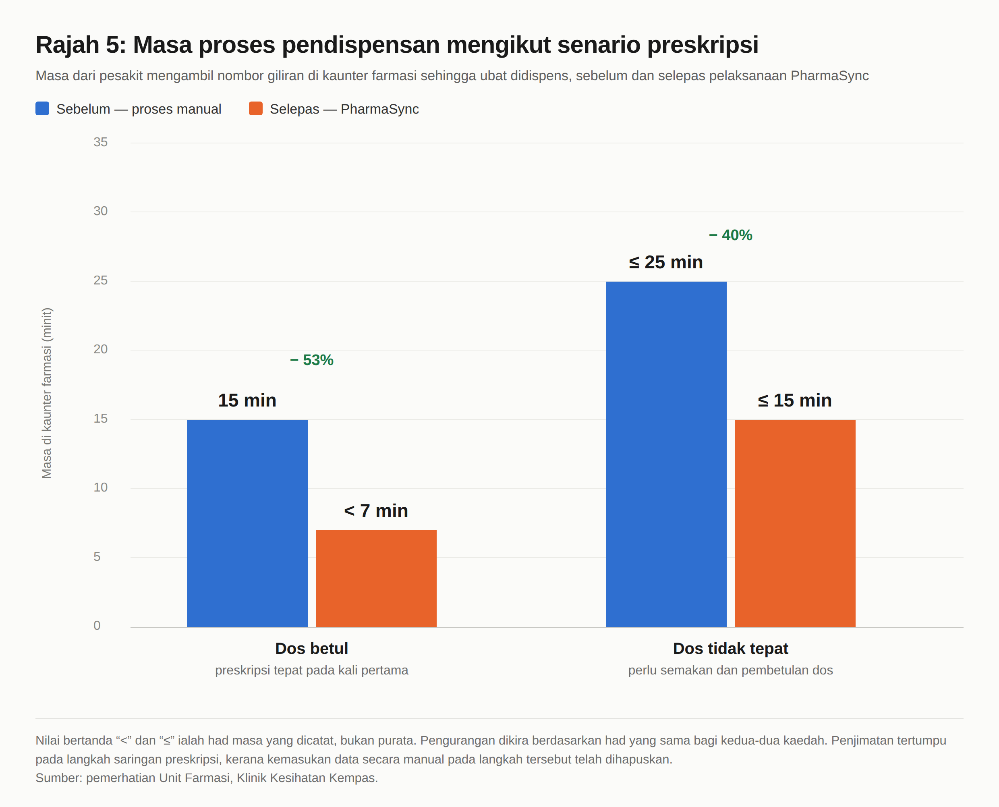 Rajah 5: Masa proses pendispensan mengikut senario preskripsi
Masa dari pesakit mengambil nombor giliran di kaunter farmasi sehingga ubat didispens, sebelum dan selepas pelaksanaan PharmaSync
Sebelum — proses manual
Selepas — PharmaSync
35
30
− 40%
≤ 25 min
25
20
− 53%
15 min
≤ 15 min
15
10
< 7 min
5
0
Masa di kaunter farmasi (minit)
Dos betul
preskripsi tepat pada kali pertama
Dos tidak tepat
perlu semakan dan pembetulan dos
Nilai bertanda “<” dan “≤” ialah had masa yang dicatat, bukan purata. Pengurangan dikira berdasarkan had yang sama bagi kedua-dua kaedah. Penjimatan tertumpu
pada langkah saringan preskripsi, kerana kemasukan data secara manual pada langkah tersebut telah dihapuskan.
Sumber: pemerhatian Unit Farmasi, Klinik Kesihatan Kempas.